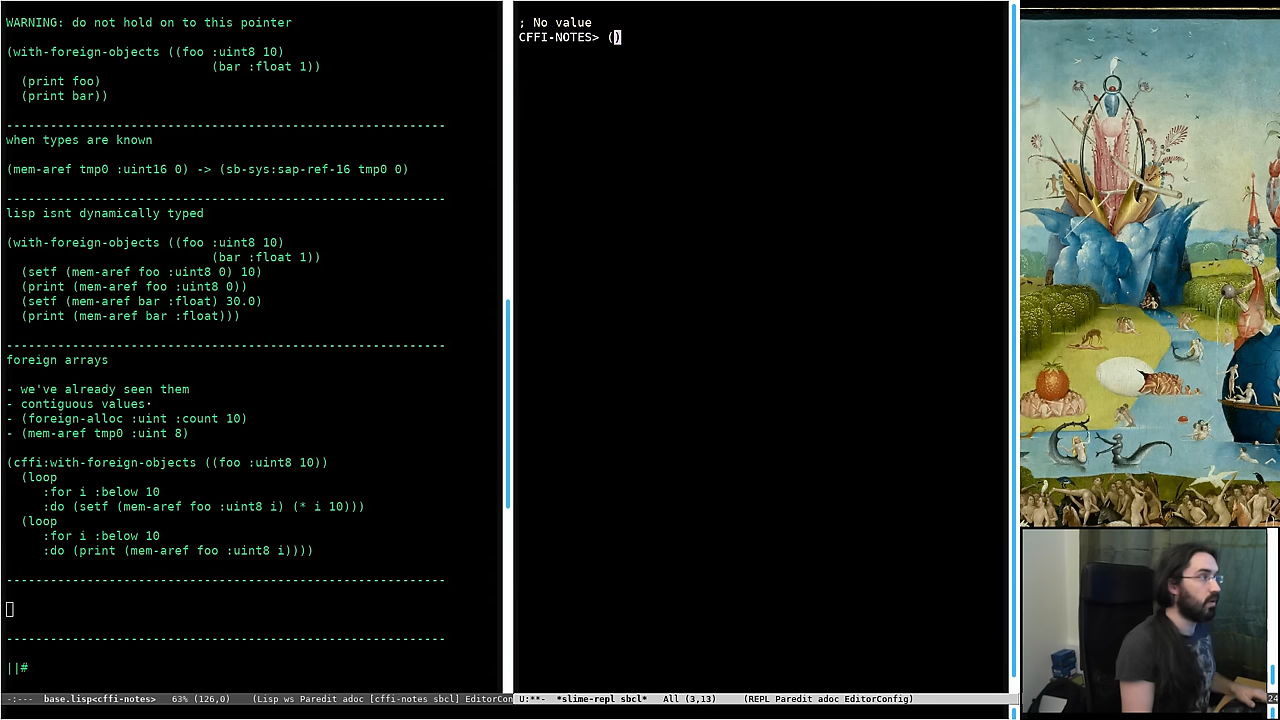 WARNING: do not hold on to this pointer
(with-foreign-objects ((foo :uint8 10)
(bar :float 1))
(print foo)
(print bar))
------------------------------------------------------------
when types are known
(mem-aref tmp0 :uint16 0) -> (sb-sys:sap-ref-16 tmp0 0)
------------------------------------------------------------
lisp isnt dynamically typed
(with-foreign-objects ((foo :uint8 10)
(bar :float 1))
(setf (mem-aref foo :uint8 0) 10)
(print (mem-aref foo :uint8 0))
(setf (mem-aref bar :float) 30.0)
(print (mem-aref bar :float)))
------------------------------------------------------------
foreign arrays
- we've already seen them
- contiguous values·
- (foreign-alloc :uint :count 10)
- (mem-aref tmp0 :uint 8)
(cffi:with-foreign-objects ((foo :uint8 10))
(loop
:for i :below 10
:do (setf (mem-aref foo :uint8 i) (* i 10)))
(loop
:for i :below 10
:do (print (mem-aref foo :uint8 i))))
------------------------------------------------------------
------------------------------------------------------------
||#
-:--- base.lisp<cffi-notes> 63% (126,0) (Lisp ws Paredit adoc [cffi-notes sbcl] EditorCon
; No value
CFFI-NOTES> ()
U:**- *slime-repl sbcl* All (3,13) (REPL Paredit adoc EditorConfig)
24